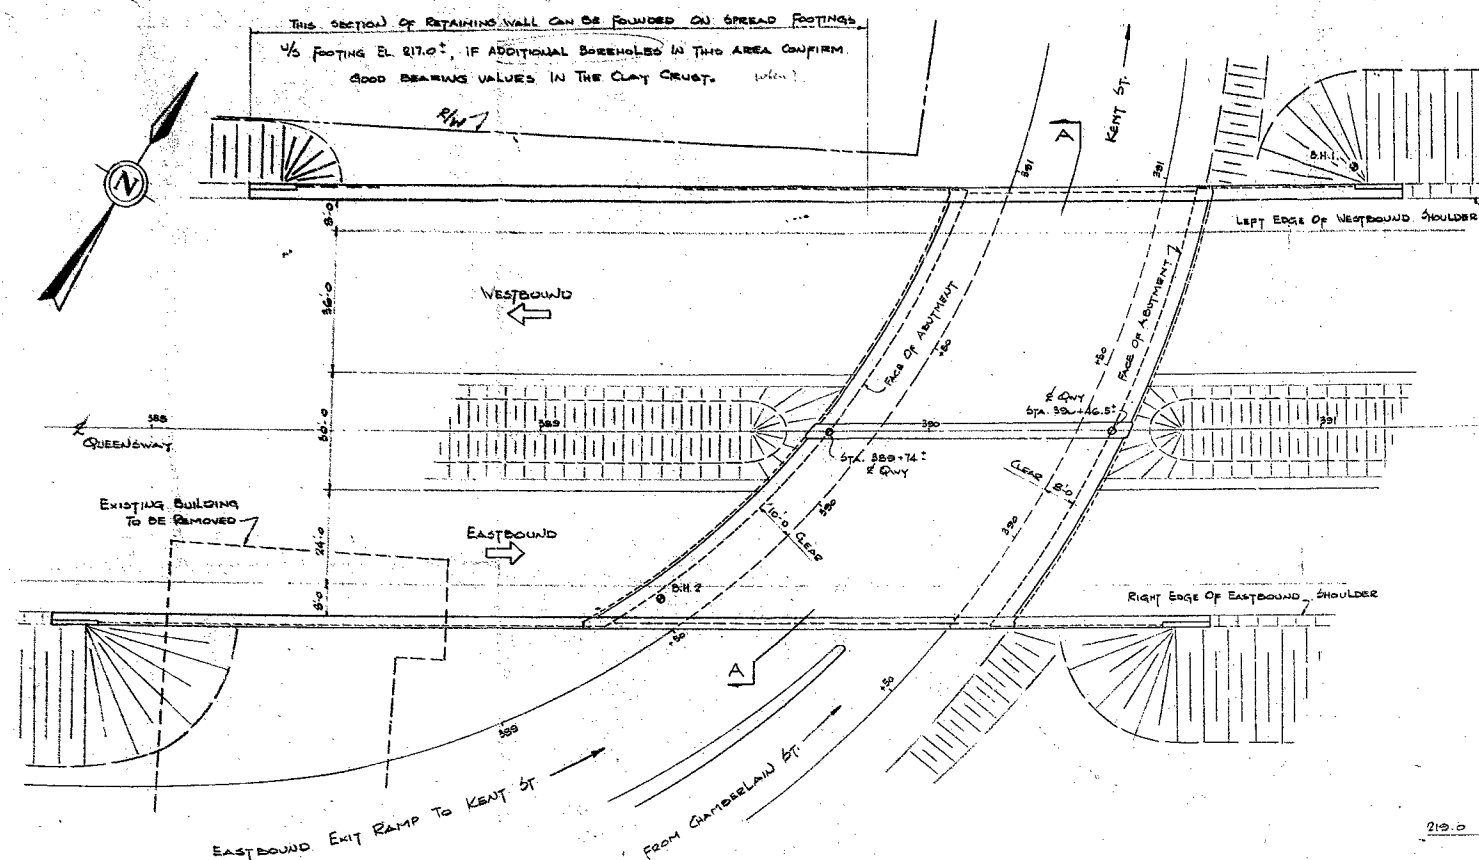 THIS SECTION OF RETAINING WALL CAN BE FOUNDED ON SPREAD FOOTINGS
U/S FOOTING EL. 217.0±, IF ADDITIONAL BOREHOLES IN THIS AREA CONFIRM
GOOD BEARING VALUES IN THE CLAY CRUST.
when?
R/W
KENT ST.
A
391
391
B.H.1
N
8'-0
LEFT EDGE OF WESTBOUND SHOULDER
WESTBOUND
36'-0
FACE OF ABUTMENT
FACE OF ABUTMENT
+50
+50
℄ QWY
STA. 390+46.5±
388
389
390
391
℄
QUEENSWAY
30'-0
STA. 389+74±
℄ QWY
CLEAR
8'-0
EXISTING BUILDING
TO BE REMOVED
10'-0 CLEAR
390
390
EASTBOUND
24'-0
B.H.2
8'-0
RIGHT EDGE OF EASTBOUND SHOULDER
+50
A
+50
389
EASTBOUND EXIT RAMP TO KENT ST.
FROM CHAMBERLAIN ST.
219.0